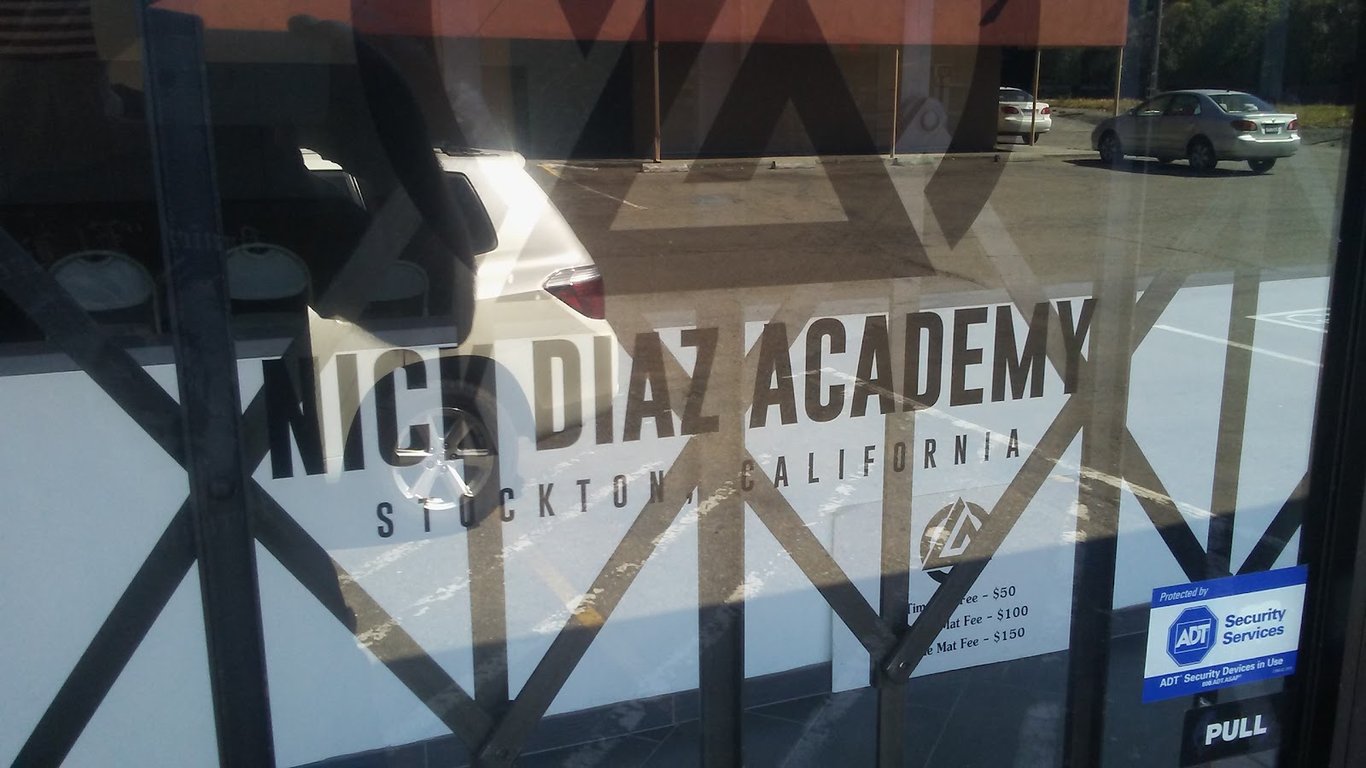 NICK DIAZ ACADEMY
STOCKTON, CALIFORNIA
Fee - $50
Mat Fee - $100
Mat Fee - $150
Protected by
ADT
Security
Services
ADT Security Devices in Use
PULL